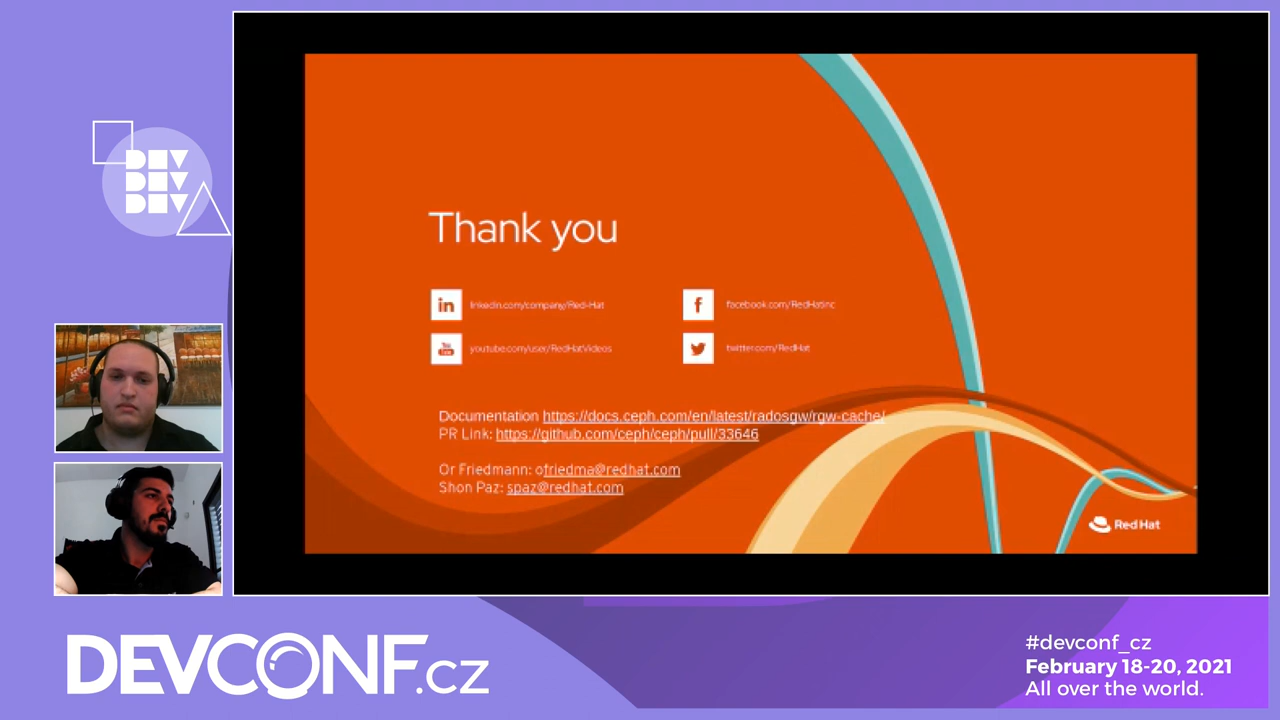 DEV
DEV
DEV
Thank you
in linkedin.com/company/Red-Hat
f facebook.com/RedHatinc
You Tube youtube.com/user/RedHatVideos
twitter.com/RedHat
Documentation https://docs.ceph.com/en/latest/radosgw/rgw-cache/
PR Link: https://github.com/ceph/ceph/pull/33646
Or Friedmann: ofriedma@redhat.com
Shon Paz: spaz@redhat.com
Red Hat
DEVCONF.cz
#devconf_cz
February 18-20, 2021
All over the world.